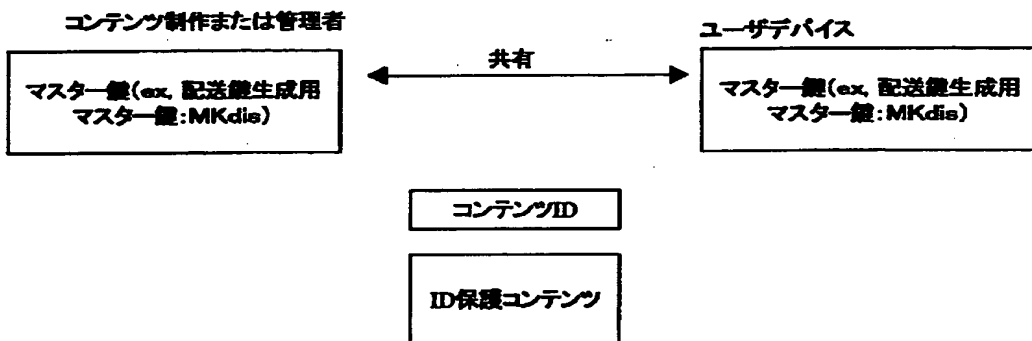 コンテンツ制作または管理者
マスター鍵(ex, 配送鍵生成用
マスター鍵:MKdis)
共有
ユーザデバイス
マスター鍵(ex, 配送鍵生成用
マスター鍵:MKdis)
コンテンツID
ID保護コンテンツ